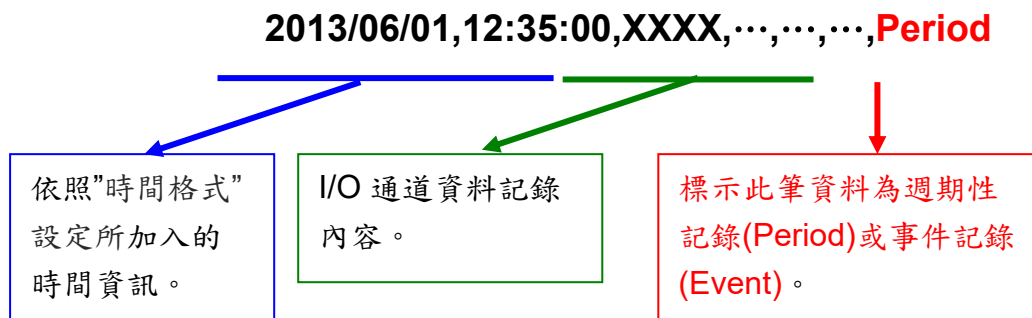 2013/06/01,12:35:00,XXXX,⋯,⋯,⋯,Period
依照”時間格式”
設定所加入的
時間資訊。
I/O 通道資料記錄
內容。
標示此筆資料為週期性
記錄(Period)或事件記錄
(Event)。